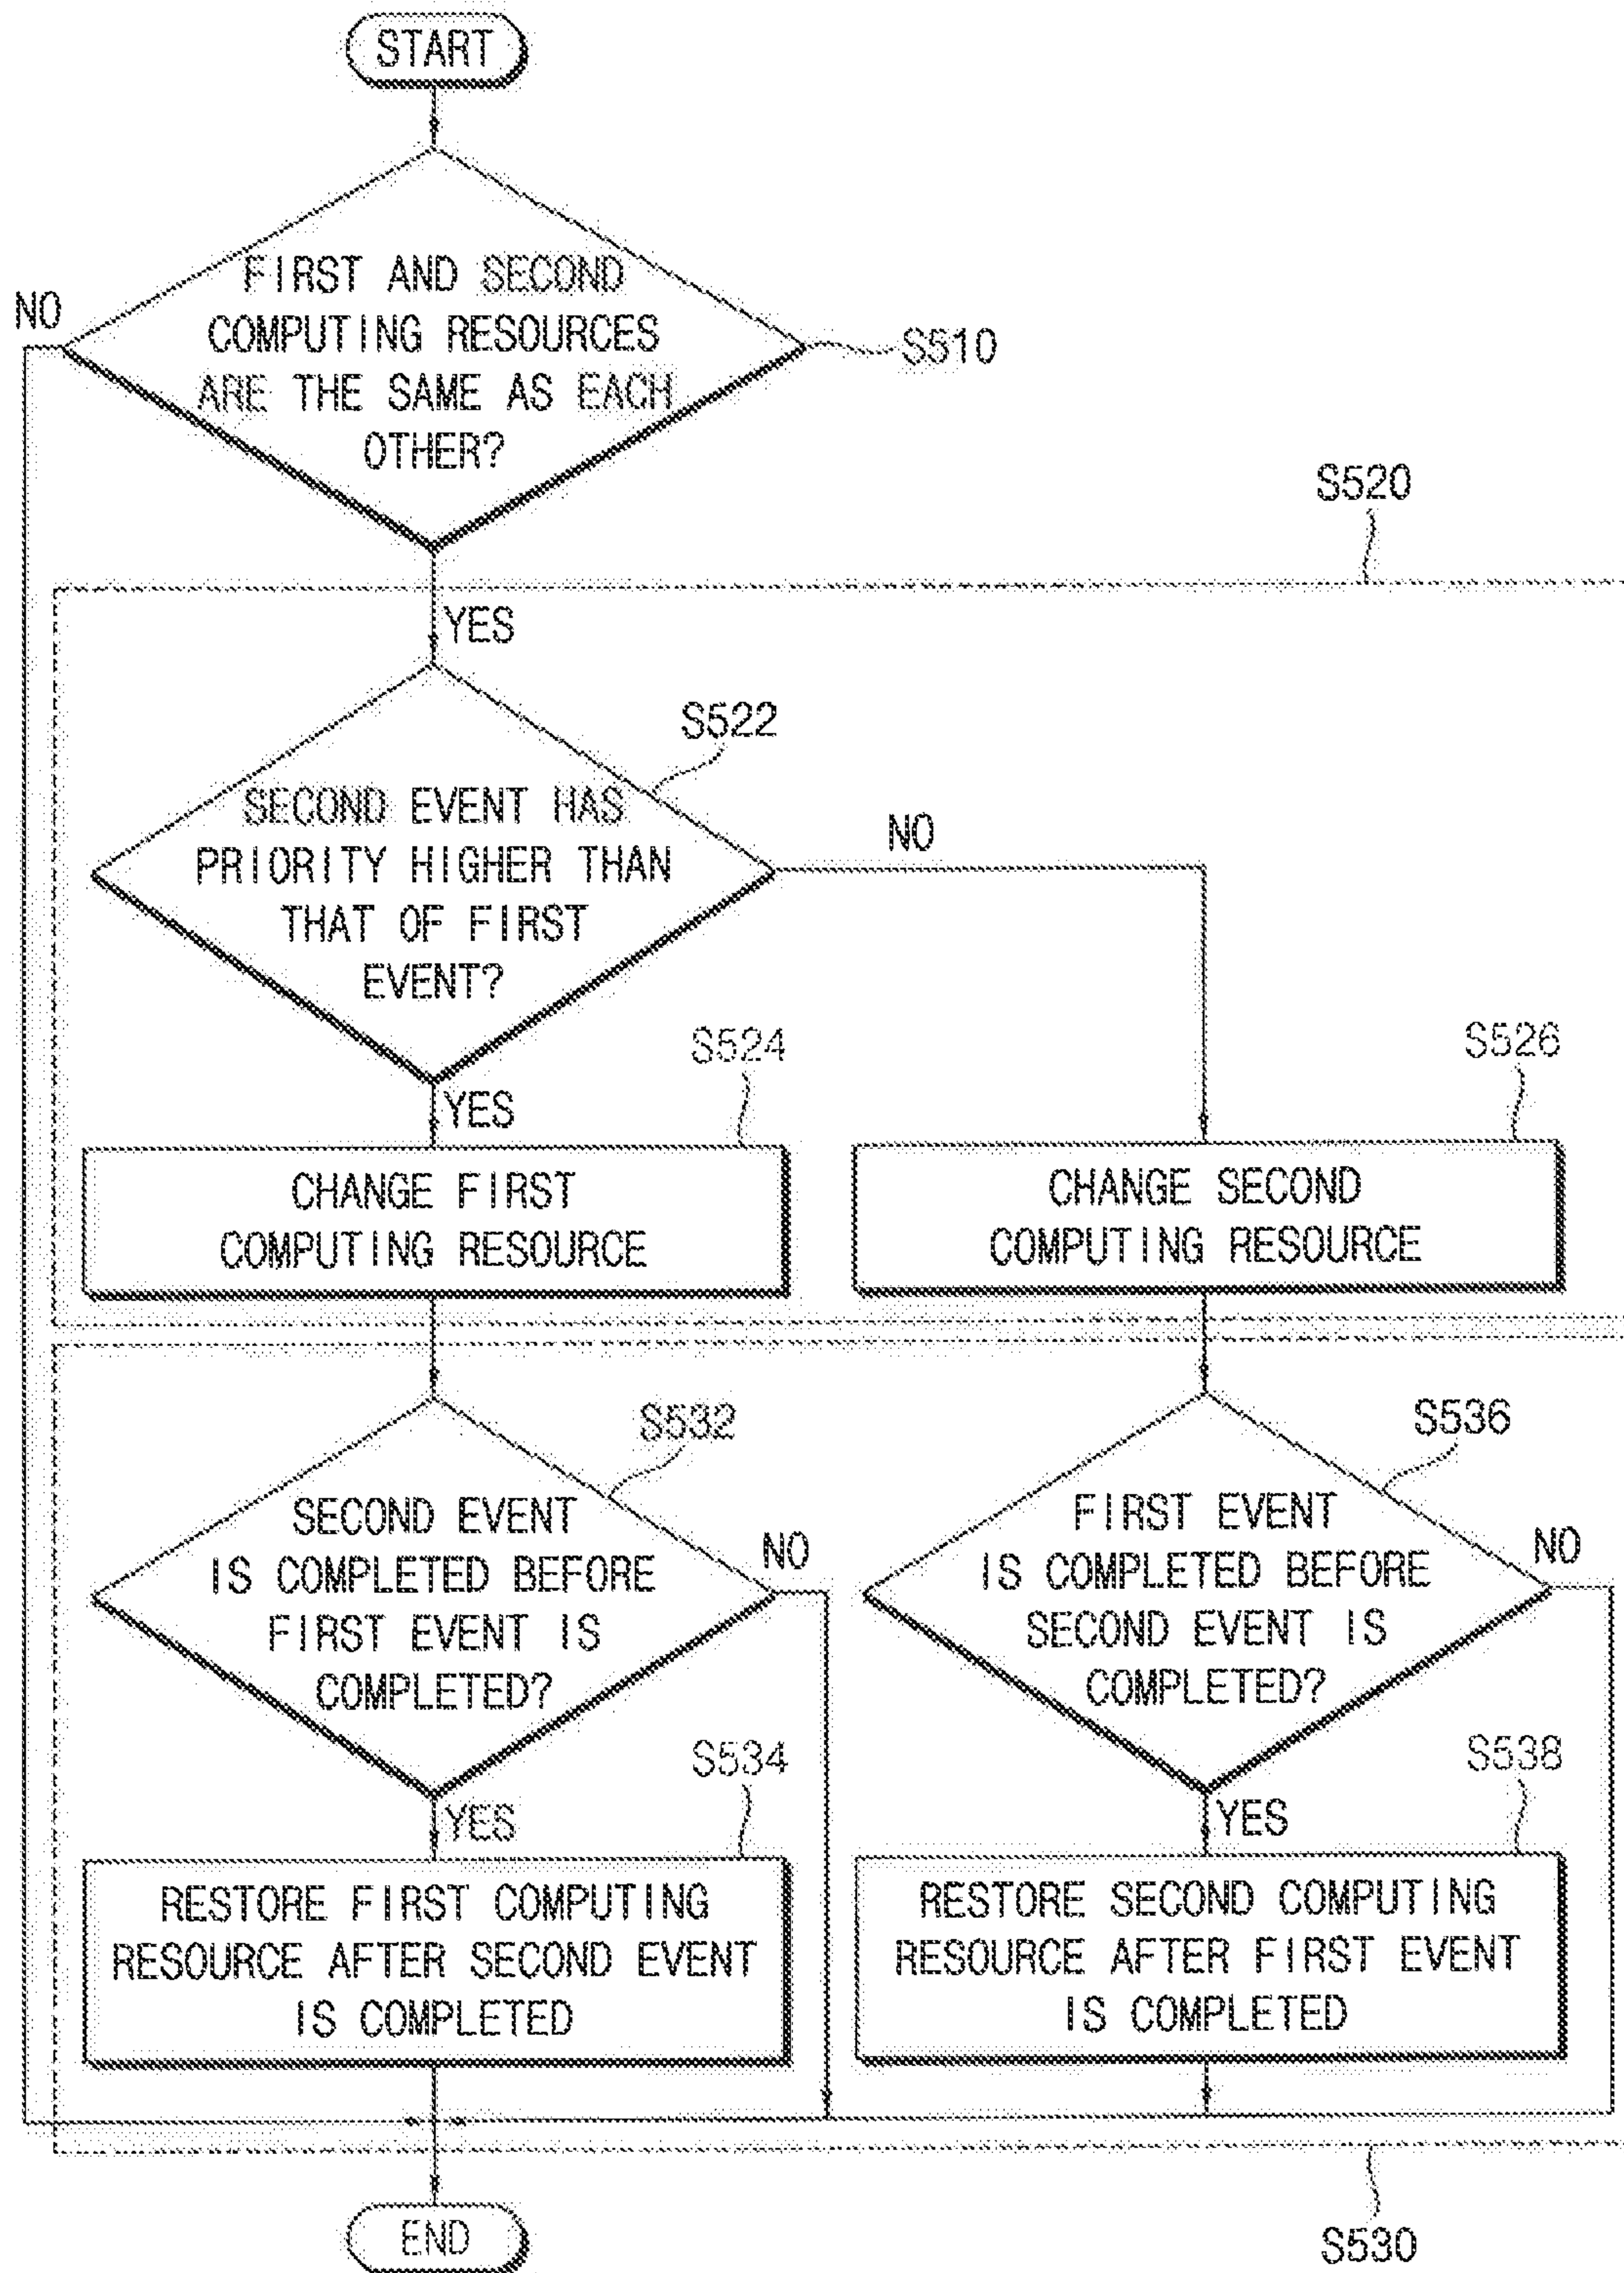 START
FIRST AND SECOND
COMPUTING RESOURCES
ARE THE SAME AS EACH
OTHER?
NO
S510
S520
YES
S522
SECOND EVENT HAS
PRIORITY HIGHER THAN
THAT OF FIRST
EVENT?
NO
YES
S524
S526
CHANGE FIRST
COMPUTING RESOURCE
CHANGE SECOND
COMPUTING RESOURCE
S532
SECOND EVENT
IS COMPLETED BEFORE
FIRST EVENT IS
COMPLETED?
NO
S536
FIRST EVENT
IS COMPLETED BEFORE
SECOND EVENT IS
COMPLETED?
NO
YES
S534
YES
S538
RESTORE FIRST COMPUTING
RESOURCE AFTER SECOND EVENT
IS COMPLETED
RESTORE SECOND COMPUTING
RESOURCE AFTER FIRST EVENT
IS COMPLETED
END
S530